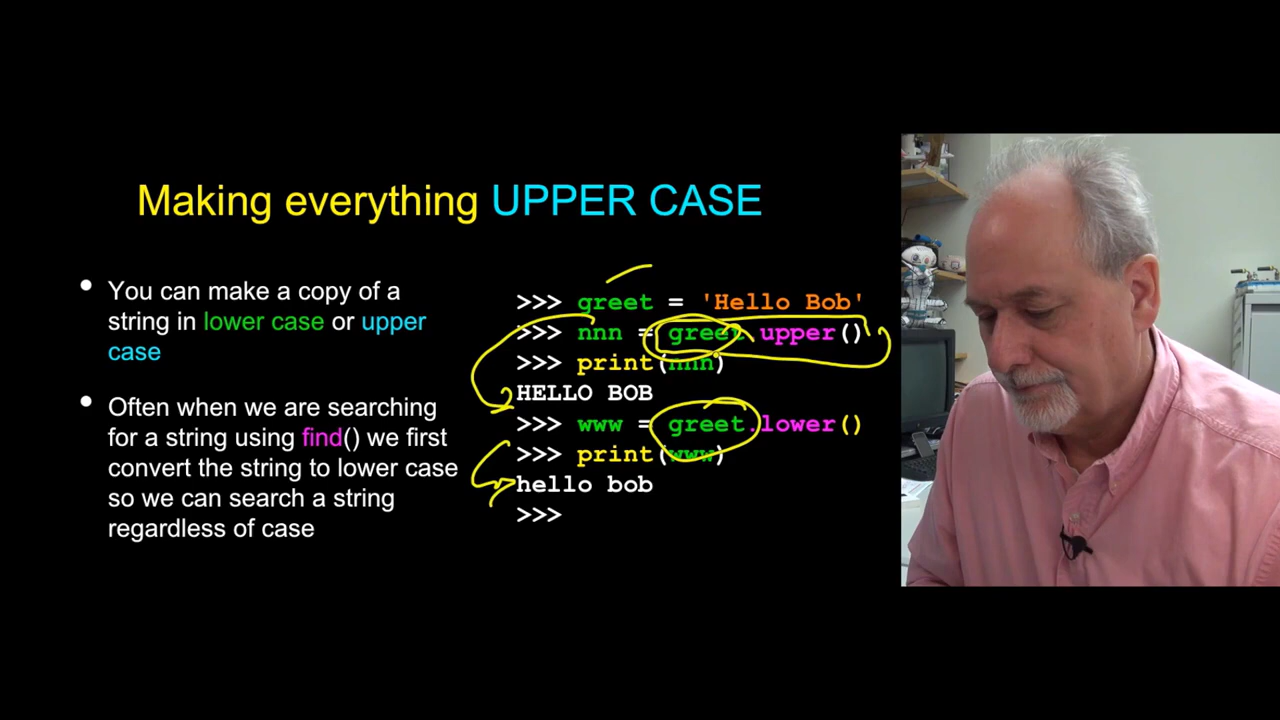 Making everything UPPER CASE
• You can make a copy of a
string in lower case or upper
case
• Often when we are searching
for a string using find() we first
convert the string to lower case
so we can search a string
regardless of case
>>> greet = 'Hello Bob'
>>> nnn = greet.upper()
>>> print(nnn)
HELLO BOB
>>> www = greet.lower()
>>> print(www)
hello bob
>>>